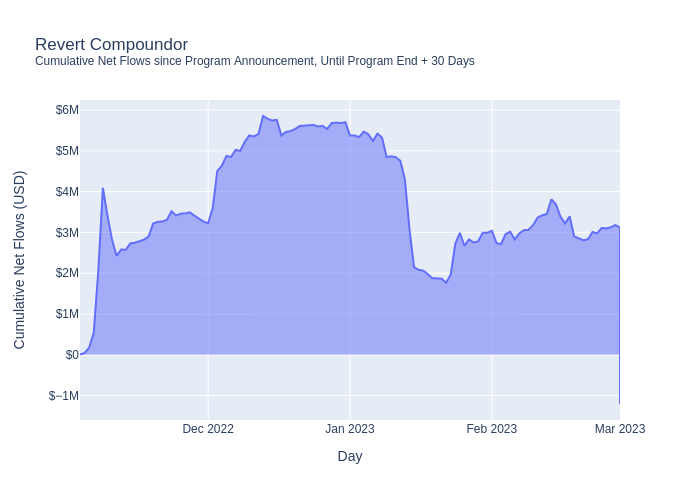 Revert Compoundor
Cumulative Net Flows since Program Announcement, Until Program End + 30 Days
Cumulative Net Flows (USD)
$6M
$5M
$4M
$3M
$2M
$1M
$0
$−1M
Dec 2022
Jan 2023
Feb 2023
Mar 2023
Day